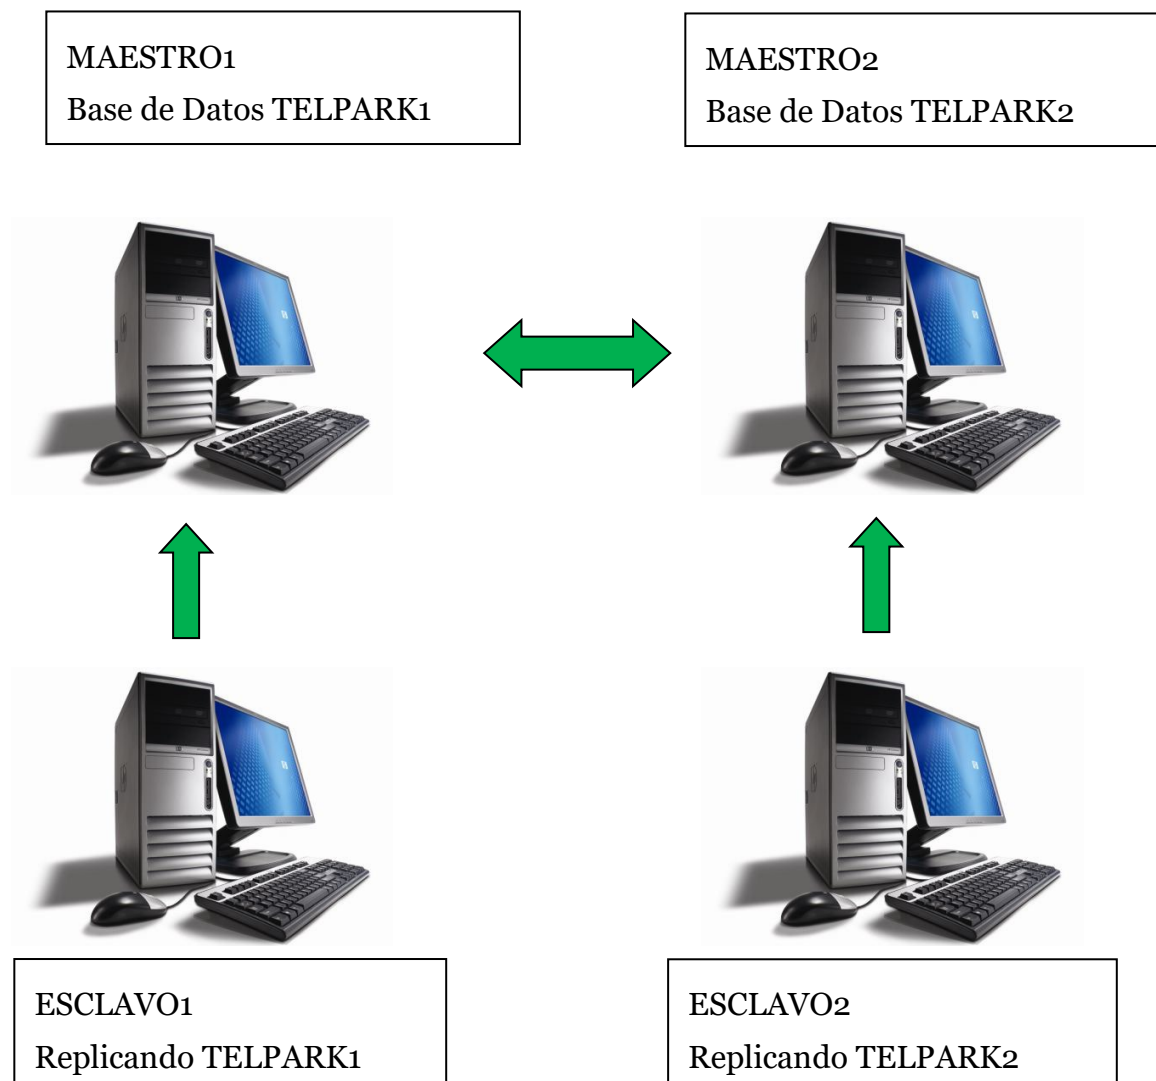 MAESTRO1
Base de Datos TELPARK1
MAESTRO2
Base de Datos TELPARK2
ESCLAVO1
Replicando TELPARK1
ESCLAVO2
Replicando TELPARK2